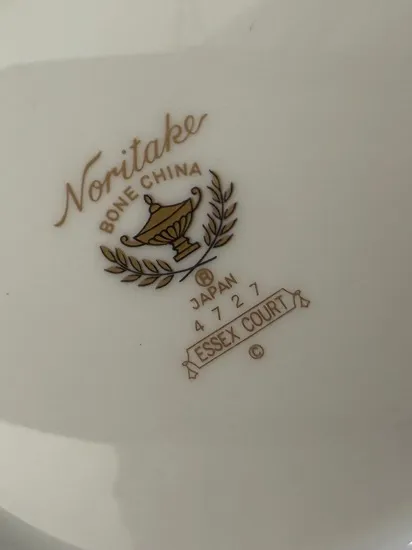 Noritake
BONE CHINA
®
JAPAN
4727
ESSEX COURT
©